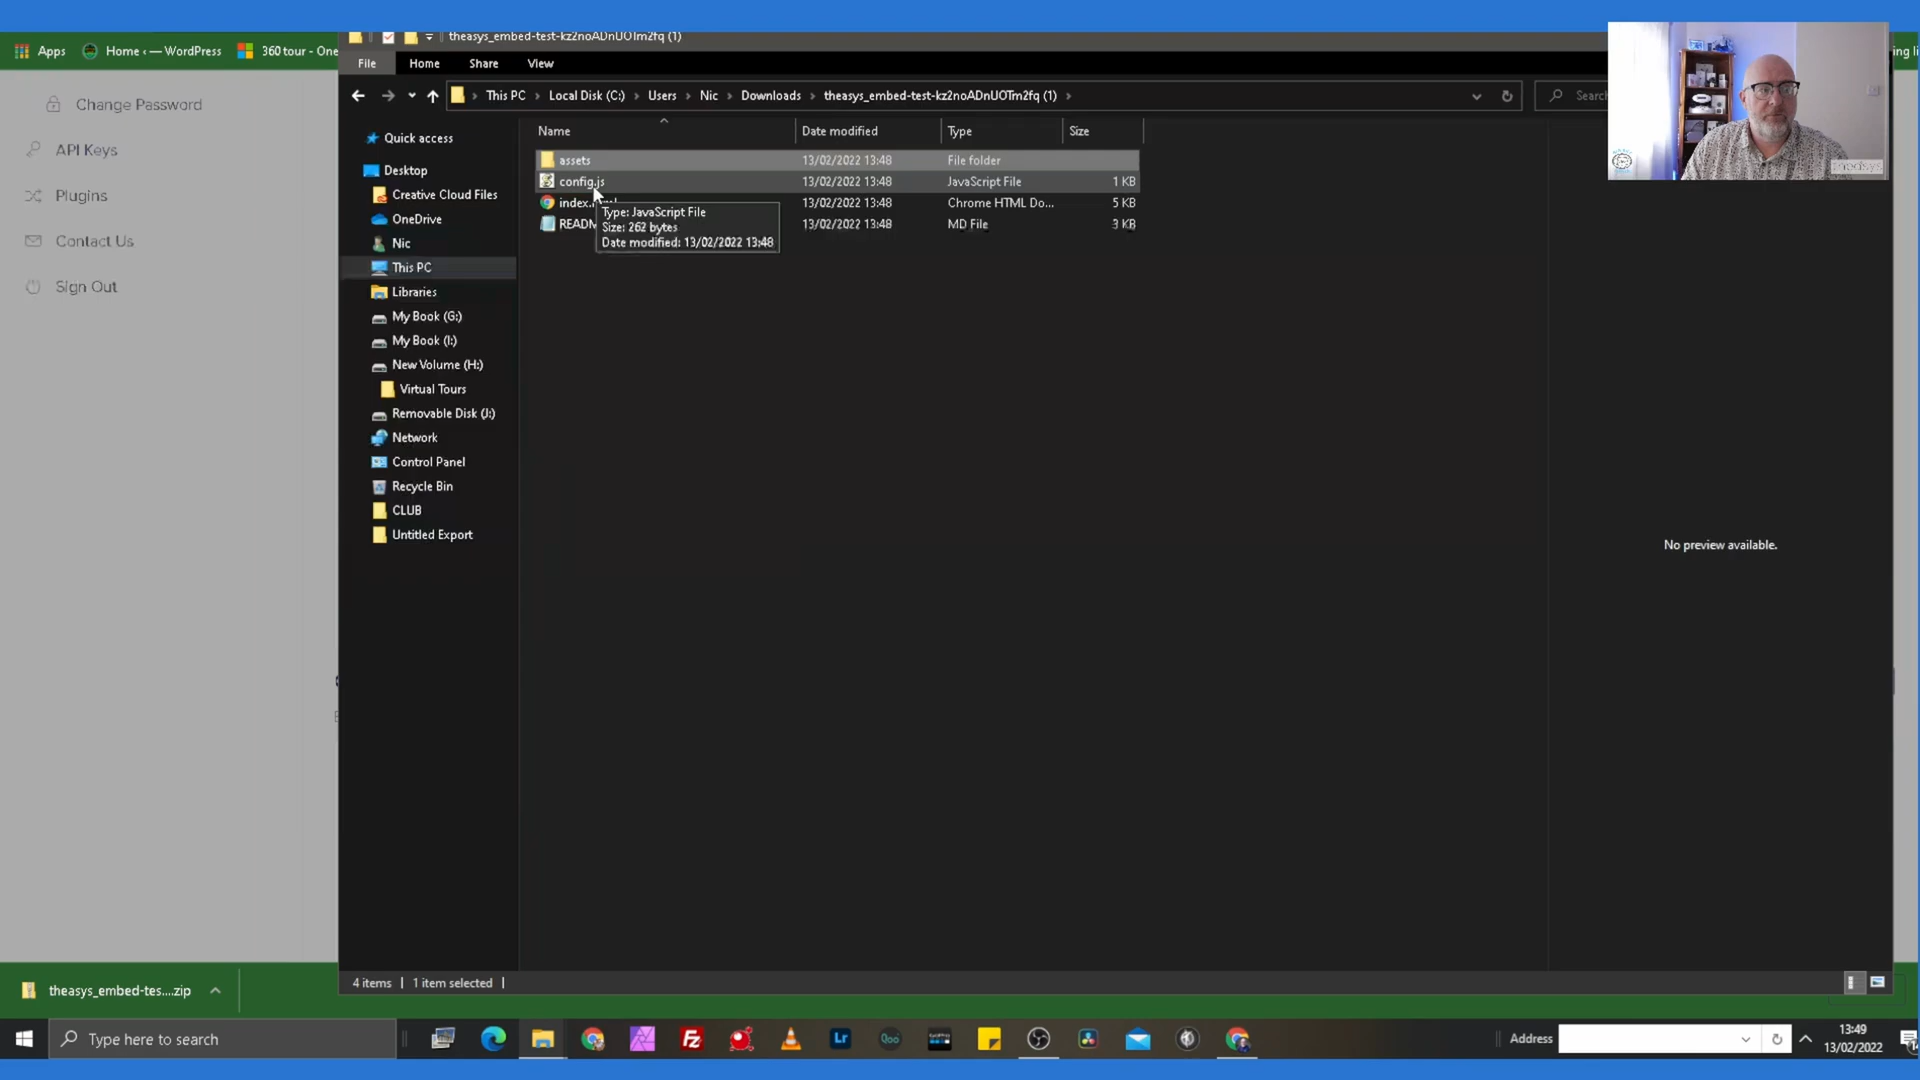 Apps
Home ‹ — WordPress
360 tour - One
theasys_embed-test-kz2noADnUOTm2fq (1)
ing li
File
Home
Share
View
This PC
Local Disk (C:)
Users
Nic
Downloads
theasys_embed-test-kz2noADnUOTm2fq (1)
Search
Change Password
API Keys
Plugins
Contact Us
Sign Out
Quick access
Desktop
Creative Cloud Files
OneDrive
Nic
This PC
Libraries
My Book (G:)
My Book (I:)
New Volume (H:)
Virtual Tours
Removable Disk (J:)
Network
Control Panel
Recycle Bin
CLUB
Untitled Export
Name
Date modified
Type
Size
assets
13/02/2022 13:48
File folder
config.js
13/02/2022 13:48
JavaScript File
1 KB
13/02/2022 13:48
Chrome HTML Do...
5 KB
READM
13/02/2022 13:48
MD File
3 KB
Type: JavaScript File
Size: 262 bytes
Date modified: 13/02/2022 13:48
No preview available.
4 items
1 item selected
theasys_embed-tes....zip
Type here to search
Address
13:49
13/02/2022